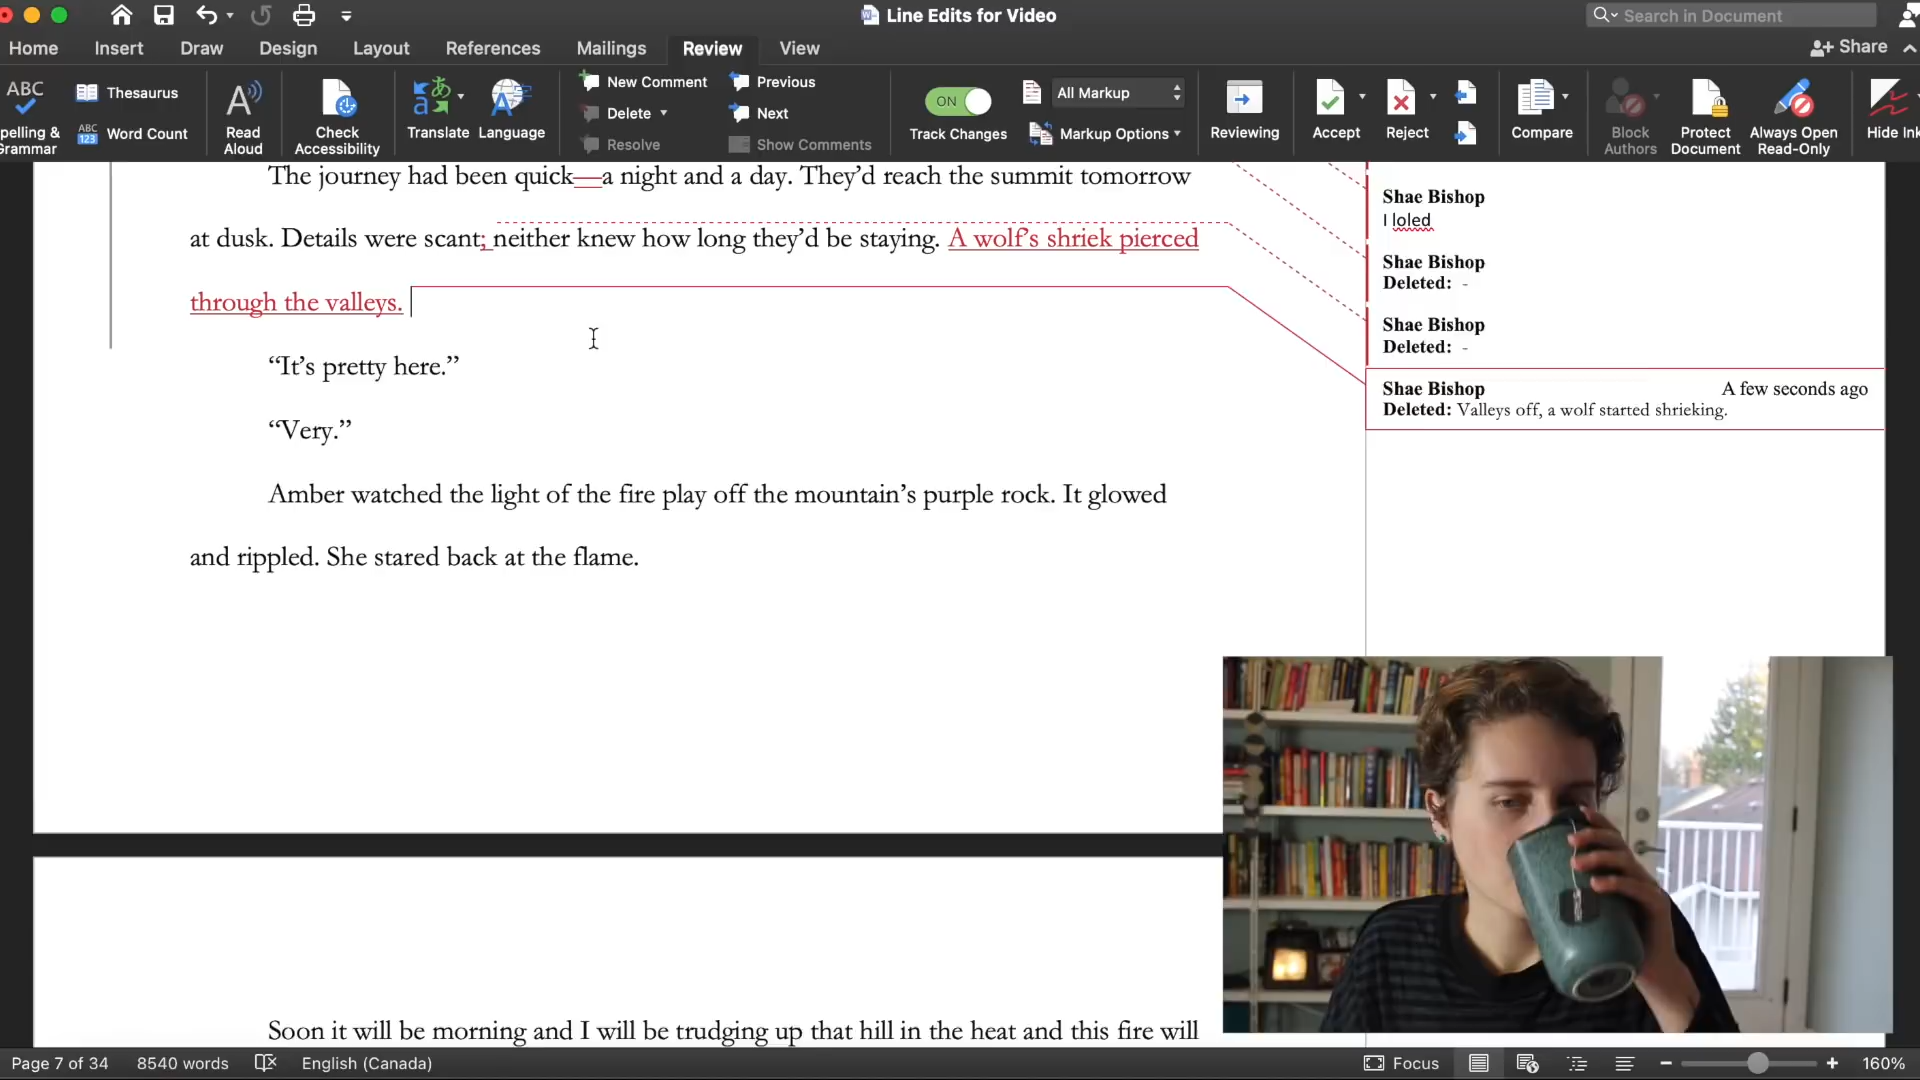 Line Edits for Video
Search in Document
Home Insert Draw Design Layout References Mailings Review View Share
ABC
pelling &
Grammar
Thesaurus
ABC
123
Word Count
Read
Aloud
Check
Accessibility
Translate
Language
New Comment
Delete
Resolve
Previous
Next
Show Comments
ON
Track Changes
All Markup
Markup Options
Reviewing
Accept
Reject
Compare
Block
Authors
Protect
Document
Always Open
Read-Only
Hide Ink
The journey had been quick—a night and a day. They’d reach the summit tomorrow
at dusk. Details were scant; neither knew how long they’d be staying. A wolf’s shriek pierced
through the valleys.
“It’s pretty here.”
“Very.”
Amber watched the light of the fire play off the mountain’s purple rock. It glowed
and rippled. She stared back at the flame.
Soon it will be morning and I will be trudging up that hill in the heat and this fire will
Shae Bishop
I loled
Shae Bishop
Deleted: -
Shae Bishop
Deleted: -
Shae Bishop A few seconds ago
Deleted: Valleys off, a wolf started shrieking.
Page 7 of 34 8540 words English (Canada) Focus 160%